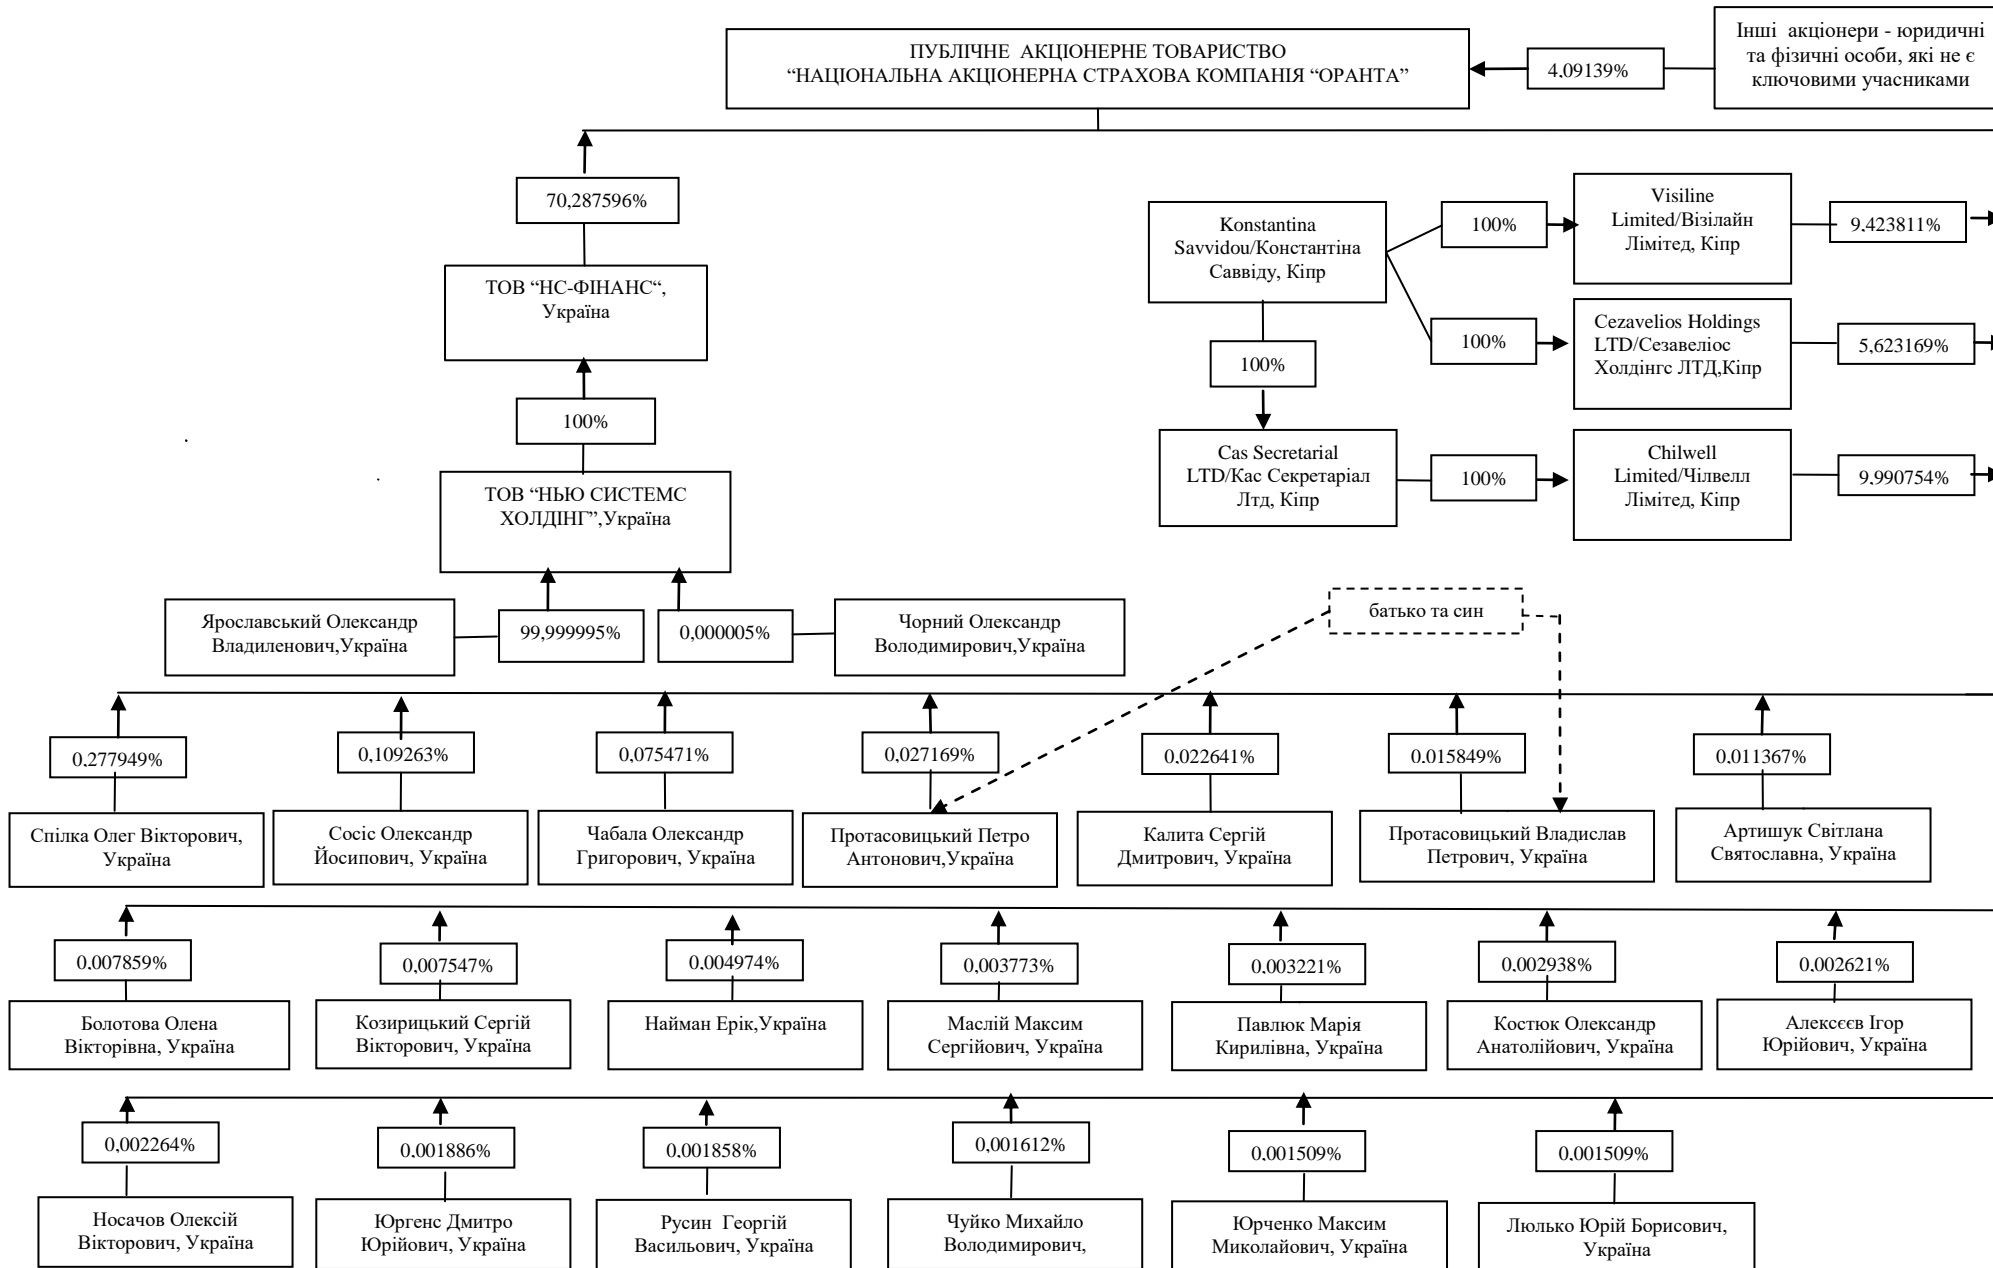 ПУБЛІЧНЕ АКЦІОНЕРНЕ ТОВАРИСТВО
“НАЦІОНАЛЬНА АКЦІОНЕРНА СТРАХОВА КОМПАНІЯ “ОРАНТА”
4,09139%
Інші акціонери - юридичні
та фізичні особи, які не є
ключовими учасниками
70,287596%
ТОВ “НС-ФІНАНС“,
Україна
100%
ТОВ “НЬЮ СИСТЕМС
ХОЛДІНГ”,Україна
Konstantina
Savvidou/Константіна
Саввіду, Кіпр
100%
Visiline
Limited/Візілайн
Лімітед, Кіпр
9,423811%
100%
Cezavelios Holdings
LTD/Сезавеліос
Холдінгс ЛТД,Кіпр
5,623169%
100%
Cas Secretarial
LTD/Кас Секретаріал
Лтд, Кіпр
100%
Chilwell
Limited/Чілвелл
Лімітед, Кіпр
9,990754%
Ярославський Олександр
Владиленович,Україна
99,999995%
0,000005%
Чорний Олександр
Володимирович,Україна
батько та син
0,277949%
0,109263%
0,075471%
0,027169%
0,022641%
0,015849%
0,011367%
Спілка Олег Вікторович,
Україна
Сосіс Олександр
Йосипович, Україна
Чабала Олександр
Григорович, Україна
Протасовицький Петро
Антонович,Україна
Калита Сергій
Дмитрович, Україна
Протасовицький Владислав
Петрович, Україна
Артишук Світлана
Святославна, Україна
0,007859%
0,007547%
0,004974%
0,003773%
0,003221%
0,002938%
0,002621%
Болотова Олена
Вікторівна, Україна
Козирицький Сергій
Вікторович, Україна
Найман Ерік,Україна
Маслій Максим
Сергійович, Україна
Павлюк Марія
Кирилівна, Україна
Костюк Олександр
Анатолійович, Україна
Алексєєв Ігор
Юрійович, Україна
0,002264%
0,001886%
0,001858%
0,001612%
0,001509%
0,001509%
Носачов Олексій
Вікторович, Україна
Юргенс Дмитро
Юрійович, Україна
Русин Георгій
Васильович, Україна
Чуйко Михайло
Володимирович,
Юрченко Максим
Миколайович, Україна
Люлько Юрій Борисович,
Україна